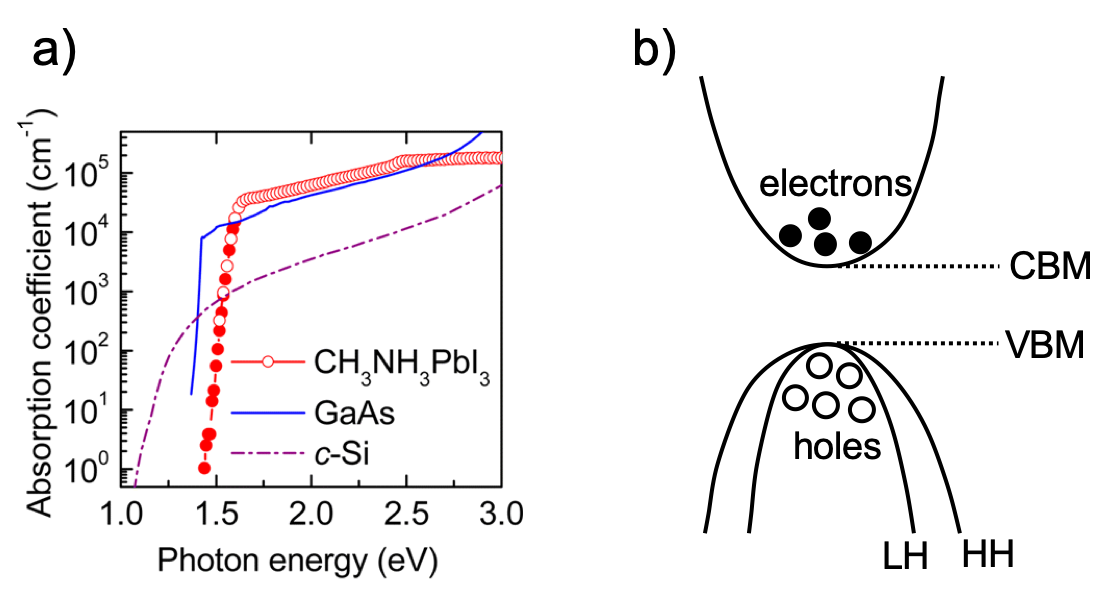 a)
Absorption coefficient (cm⁻¹)
10⁵
10⁴
10³
10²
10¹
10⁰
CH₃NH₃PbI₃
GaAs
c-Si
1.0 1.5 2.0 2.5 3.0
Photon energy (eV)
b)
electrons
CBM
VBM
holes
LH HH